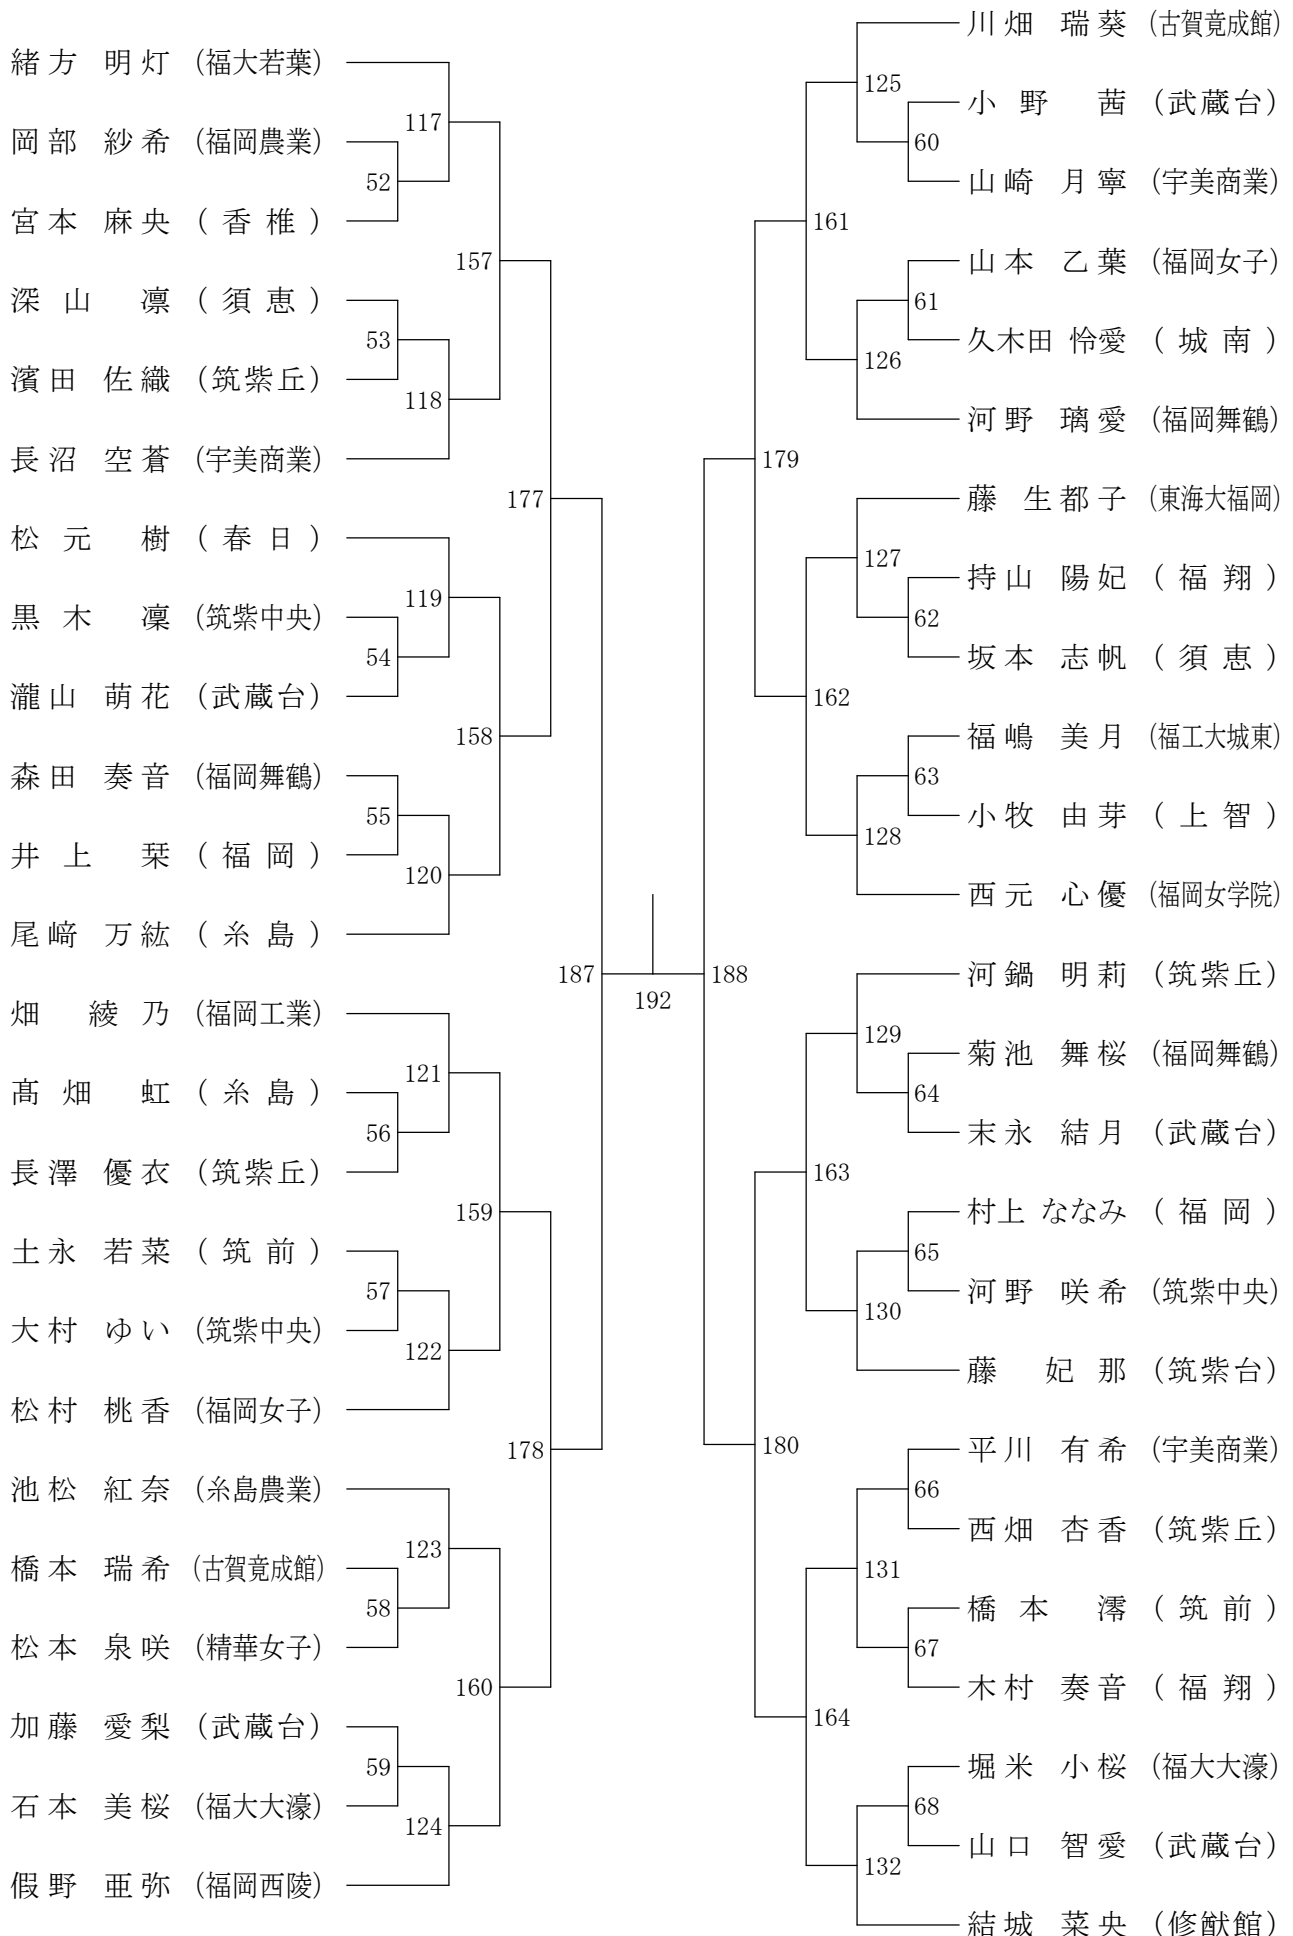 緒方 明灯 (福大若葉)
岡部 紗希 (福岡農業)
宮本 麻央 (香椎)
深山 凛 (須恵)
濱田 佐織 (筑紫丘)
長沼 空蒼 (宇美商業)
松元 樹 (春日)
黒木 凜 (筑紫中央)
瀧山 萌花 (武蔵台)
森田 奏音 (福岡舞鶴)
井上 栞 (福岡)
尾﨑 万紘 (糸島)
畑 綾乃 (福岡工業)
髙畑 虹 (糸島)
長澤 優衣 (筑紫丘)
土永 若菜 (筑前)
大村 ゆい (筑紫中央)
松村 桃香 (福岡女子)
池松 紅奈 (糸島農業)
橋本 瑞希 (古賀竟成館)
松本 泉咲 (精華女子)
加藤 愛梨 (武蔵台)
石本 美桜 (福大大濠)
假野 亜弥 (福岡西陵)
52
53
54
55
56
57
58
59
117
118
119
120
121
122
123
124
157
158
159
160
177
178
187
192
188
179
180
161
162
163
164
125
126
127
128
129
130
131
132
60
61
62
63
64
65
66
67
68
川畑 瑞葵 (古賀竟成館)
小野 茜 (武蔵台)
山崎 月寧 (宇美商業)
山本 乙葉 (福岡女子)
久木田 怜愛 (城南)
河野 璃愛 (福岡舞鶴)
藤 生都子 (東海大福岡)
持山 陽妃 (福翔)
坂本 志帆 (須恵)
福嶋 美月 (福工大城東)
小牧 由芽 (上智)
西元 心優 (福岡女学院)
河鍋 明莉 (筑紫丘)
菊池 舞桜 (福岡舞鶴)
末永 結月 (武蔵台)
村上 ななみ (福岡)
河野 咲希 (筑紫中央)
藤 妃那 (筑紫台)
平川 有希 (宇美商業)
西畑 杏香 (筑紫丘)
橋本 澪 (筑前)
木村 奏音 (福翔)
堀米 小桜 (福大大濠)
山口 智愛 (武蔵台)
結城 菜央 (修猷館)